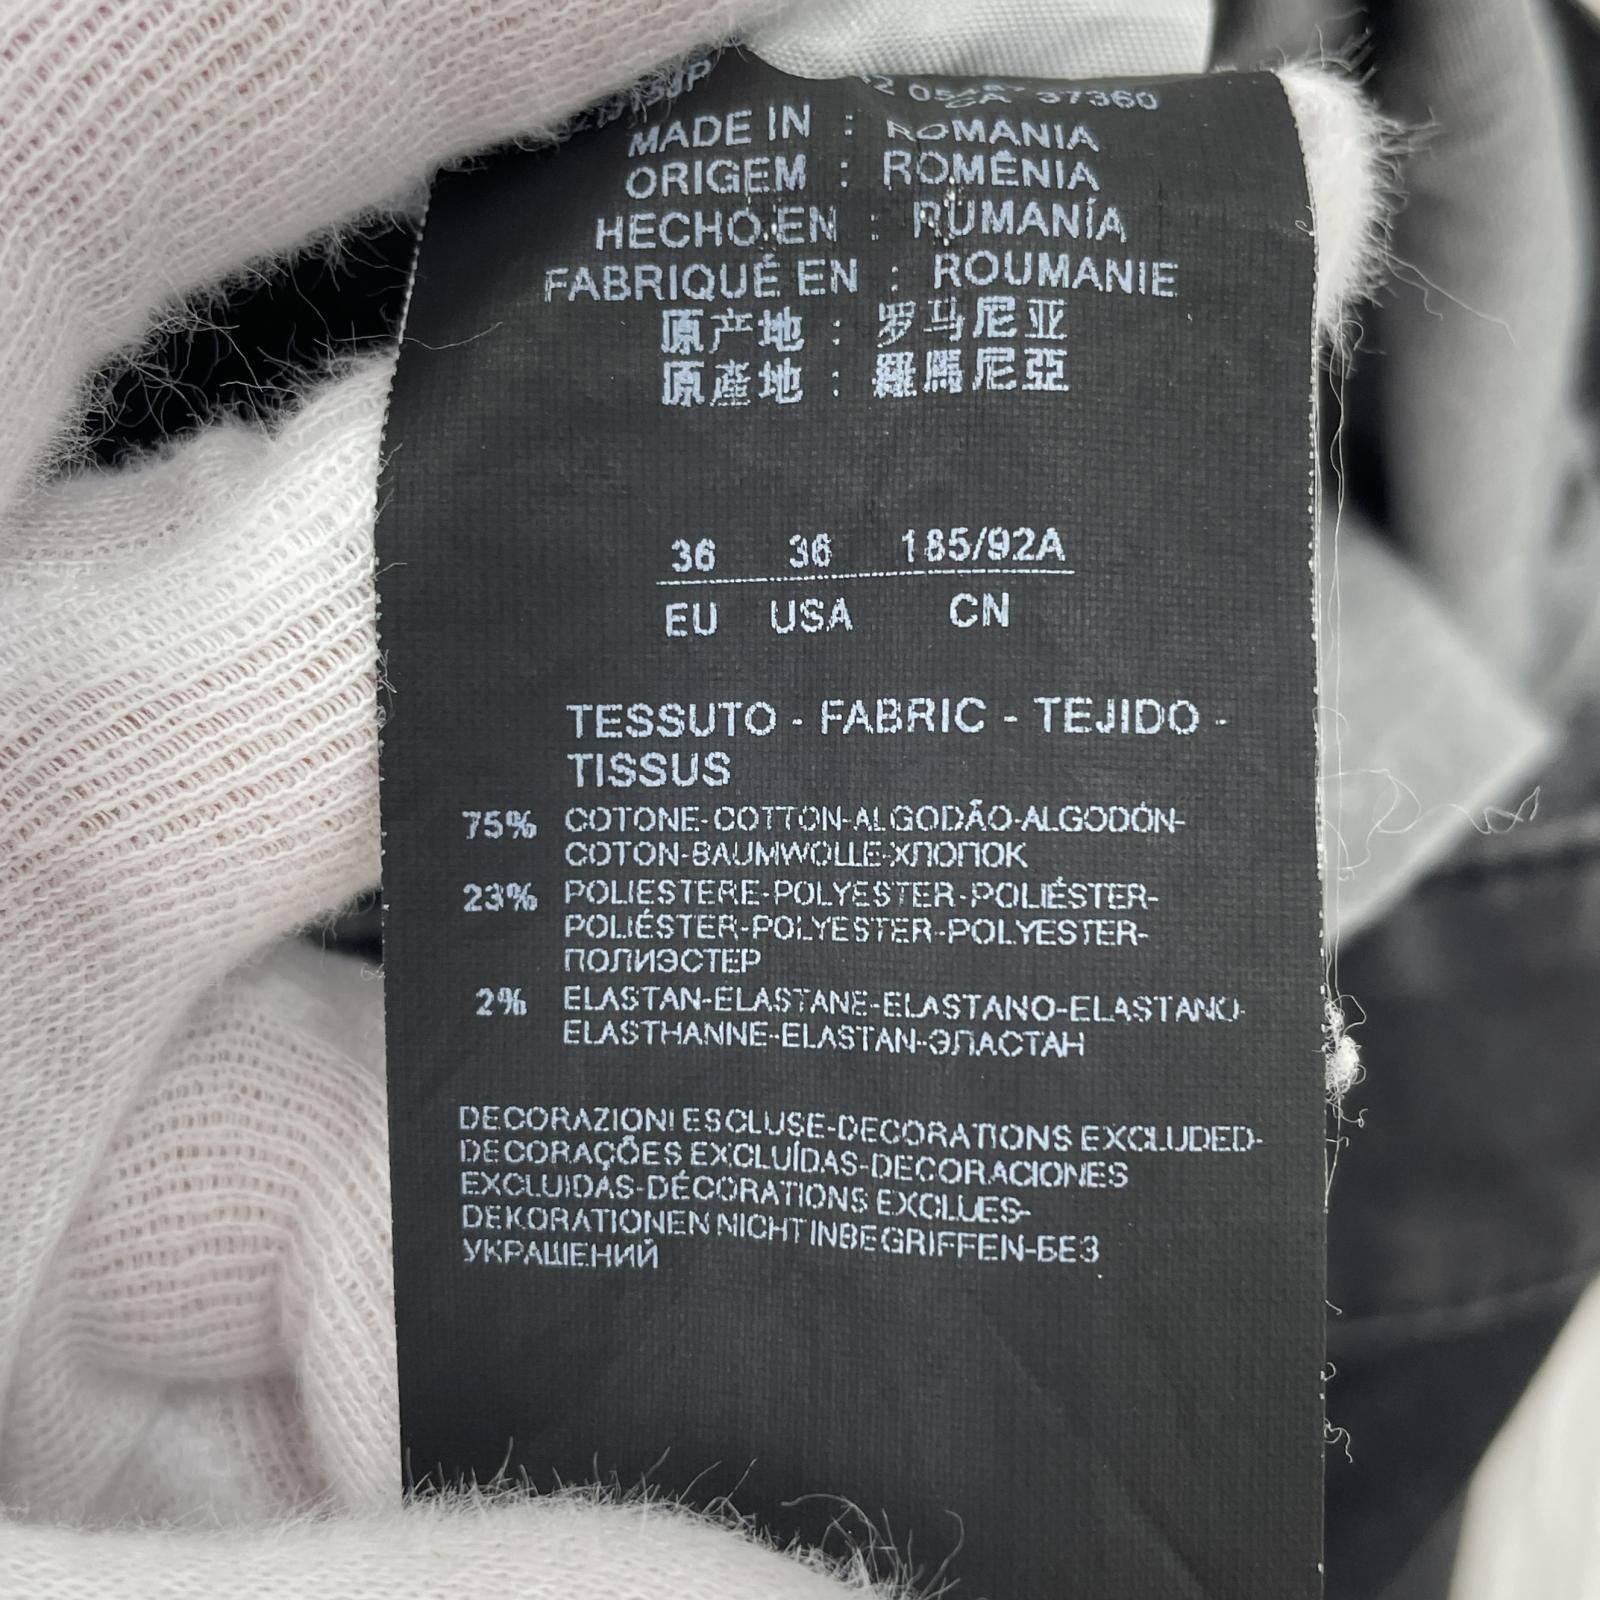 37360
CA
MADE IN : ROMANIA
ORIGEM : ROMÊNIA
HECHO EN : RUMANÍA
FABRIQUÉ EN : ROUMANIE
原产地 : 罗马尼亚
原產地 : 羅馬尼亞
36 36 185/92A
EU USA CN
TESSUTO - FABRIC - TEJIDO -
TISSUS
75% COTONE-COTTON-ALGODÃO-ALGODÓN-
COTON-BAUMWOLLE-ХЛОПОК
23% POLIESTERE-POLYESTER-POLIÉSTER-
POLIÉSTER-POLYESTER-POLYESTER-
ПОЛИЭСТЕР
2% ELASTAN-ELASTANE-ELASTANO-ELASTANO-
ELASTHANNE-ELASTAN-ЭЛАСТАН
DECORAZIONI ESCLUSE-DECORATIONS EXCLUDED-
DECORAÇÕES EXCLUÍDAS-DECORACIONES
EXCLUIDAS-DÉCORATIONS EXCLUES-
DEKORATIONEN NICHT INBEGRIFFEN-БЕЗ
УКРАШЕНИЙ